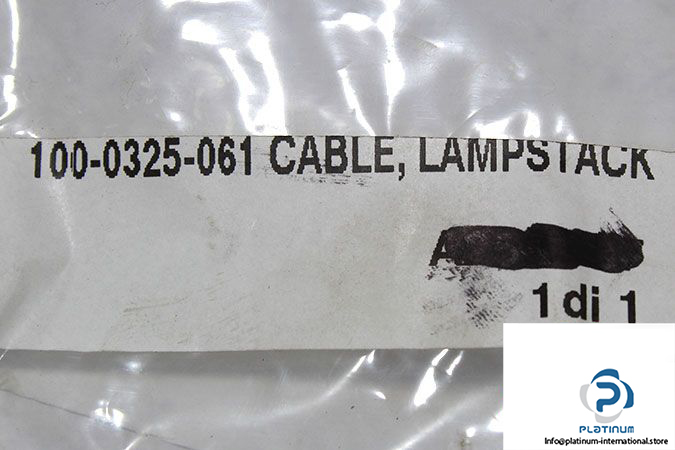 100-0325-061 CABLE, LAMPSTACK
1 di 1
PLATINUM
Info@platinum-international.store